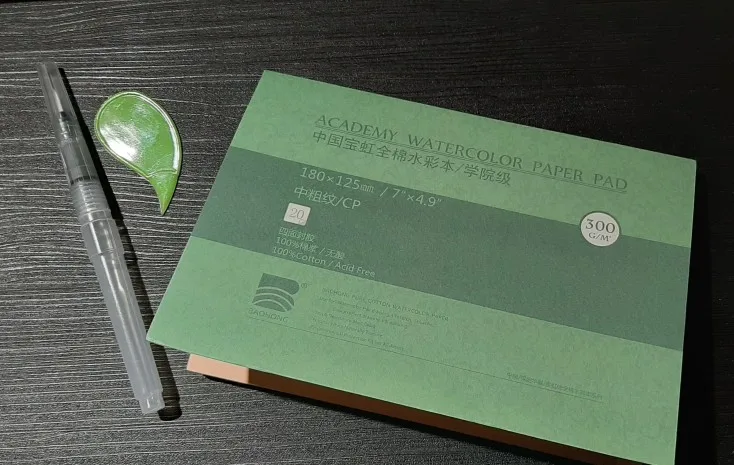 ACADEMY WATERCOLOR PAPER PAD
中国宝虹全棉水彩本/学院级
180×125mm / 7"×4.9"
中粗纹/CP
300
G/M²
20
四面封胶
100%棉浆 / 无酸
100%Cotton / Acid Free
BAOHONG